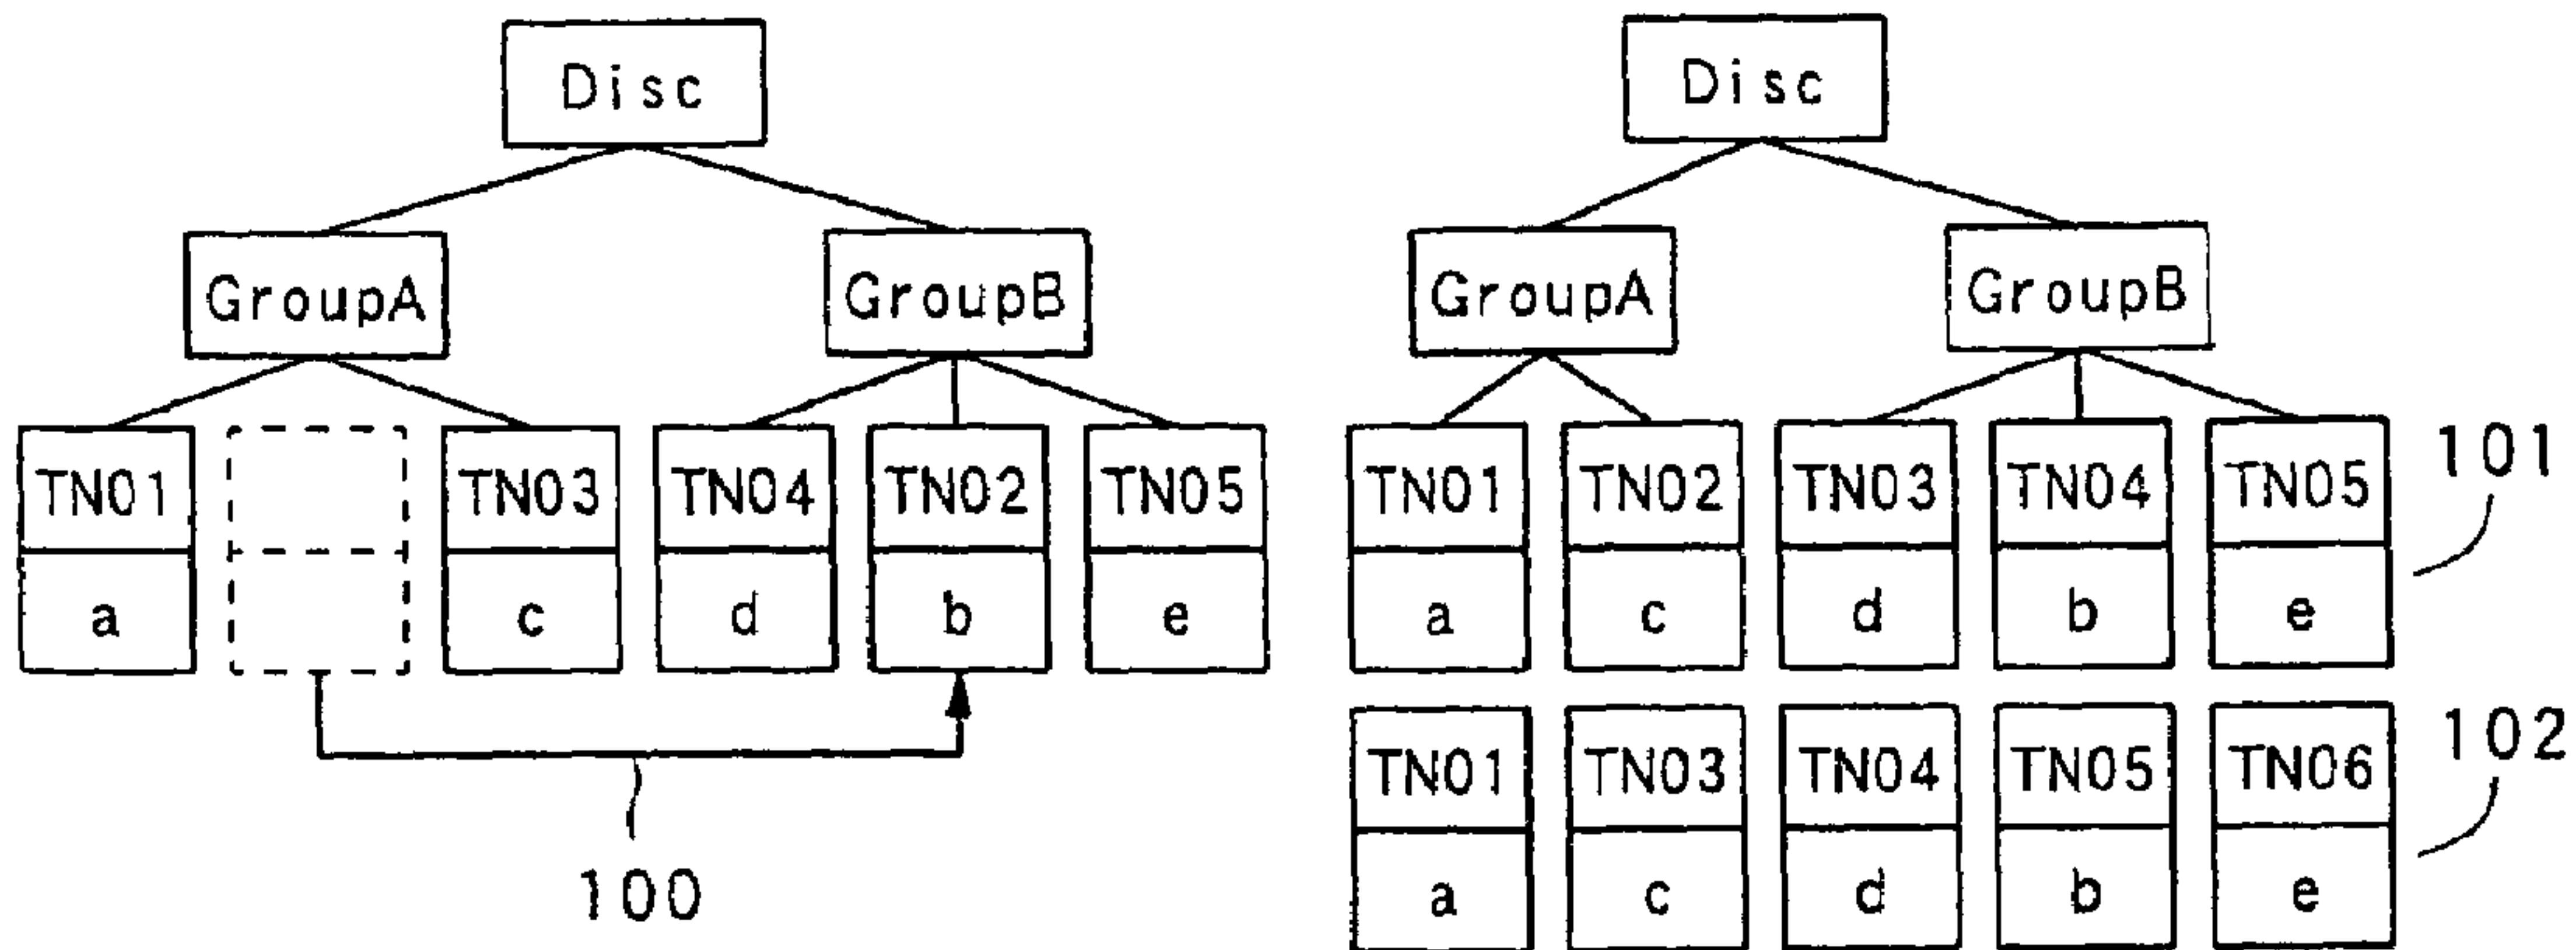 Disc
GroupA GroupB
TN01 TN03 TN04 TN02 TN05
a c d b e
100
Disc
GroupA GroupB
TN01 TN02 TN03 TN04 TN05 101
a c d b e
TN01 TN03 TN04 TN05 TN06 102
a c d b e